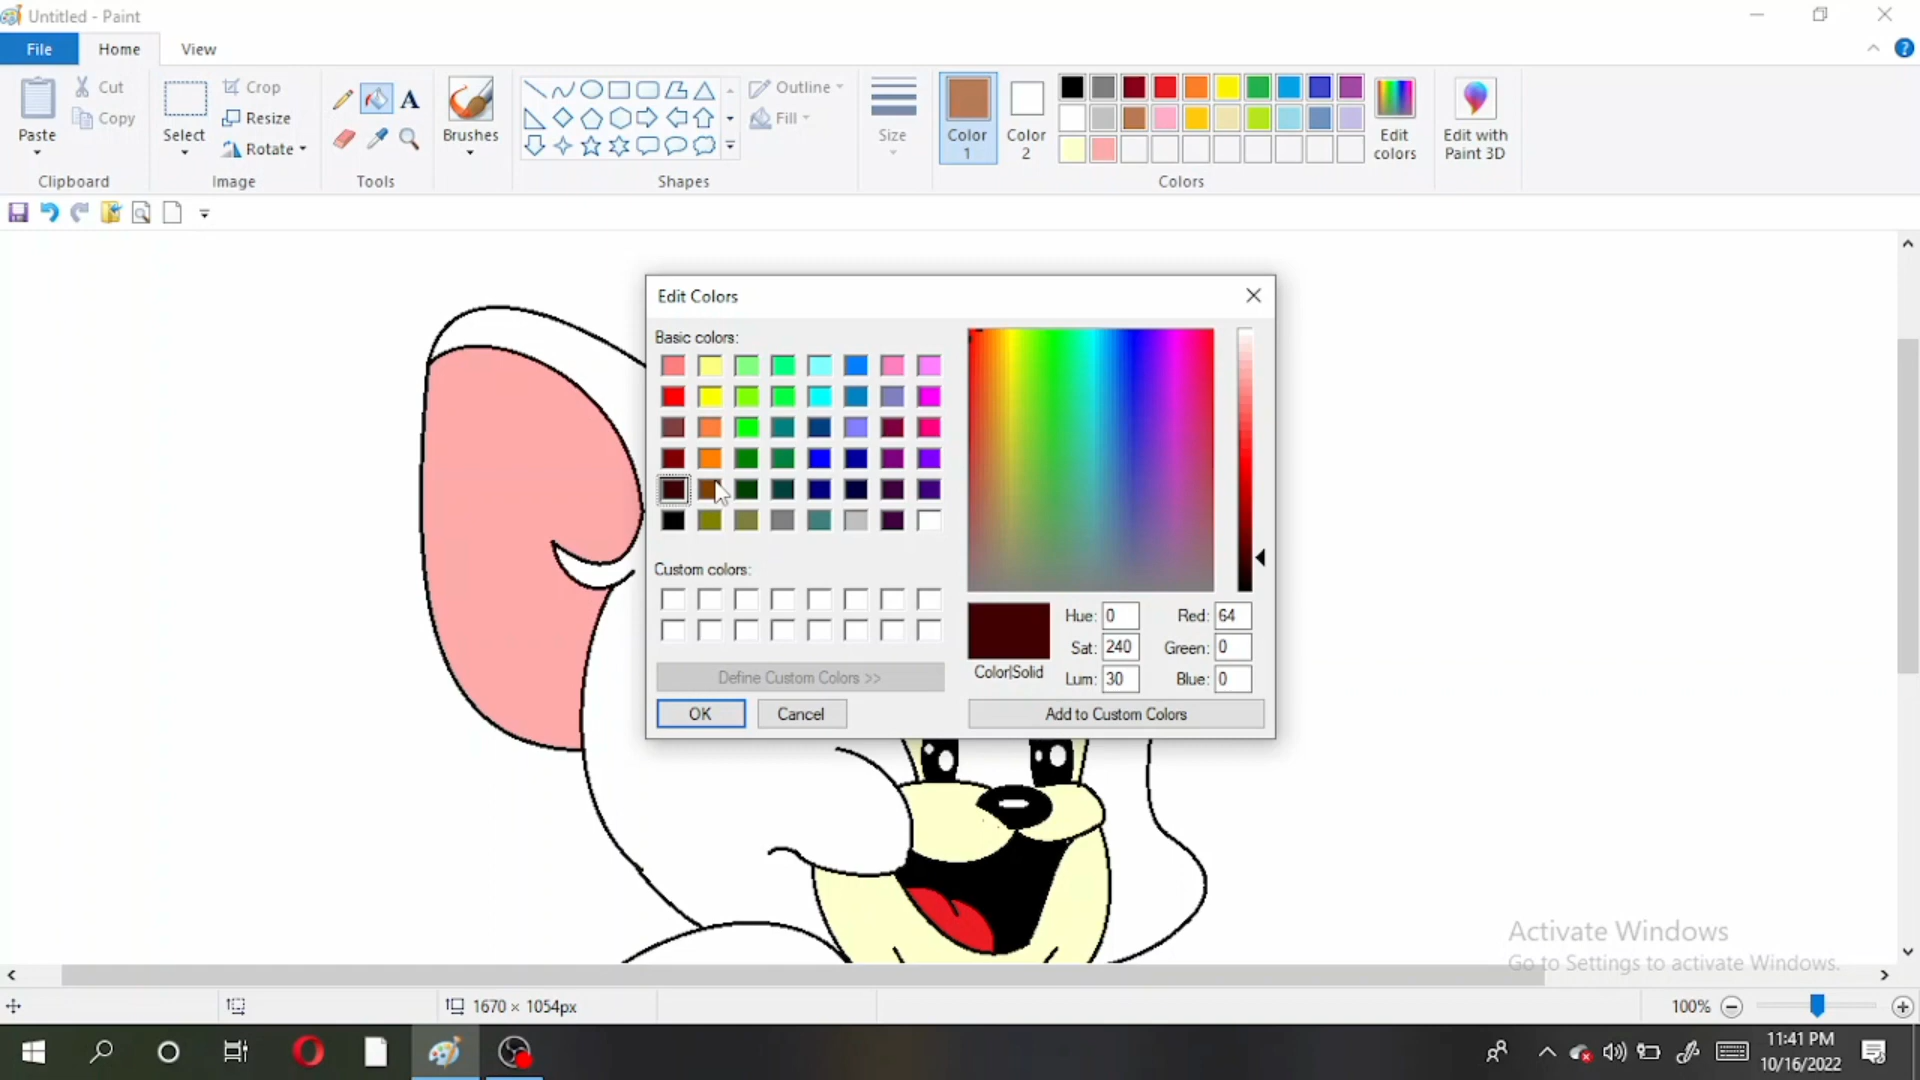 Untitled - Paint
File Home View
Paste
Cut
Copy
Clipboard
Select
Crop
Resize
Rotate
Image
A
Tools
Brushes
Shapes
Outline
Fill
Size
Color 1
Color 2
Colors
Edit colors
Edit with Paint 3D
Edit Colors
Basic colors:
Custom colors:
Define Custom Colors >>
OK Cancel
Color|Solid
Hue: 0 Red: 64
Sat: 240 Green: 0
Lum: 30 Blue: 0
Add to Custom Colors
Activate Windows
Go to Settings to activate Windows.
1670 × 1054px
100%
11:41 PM
10/16/2022